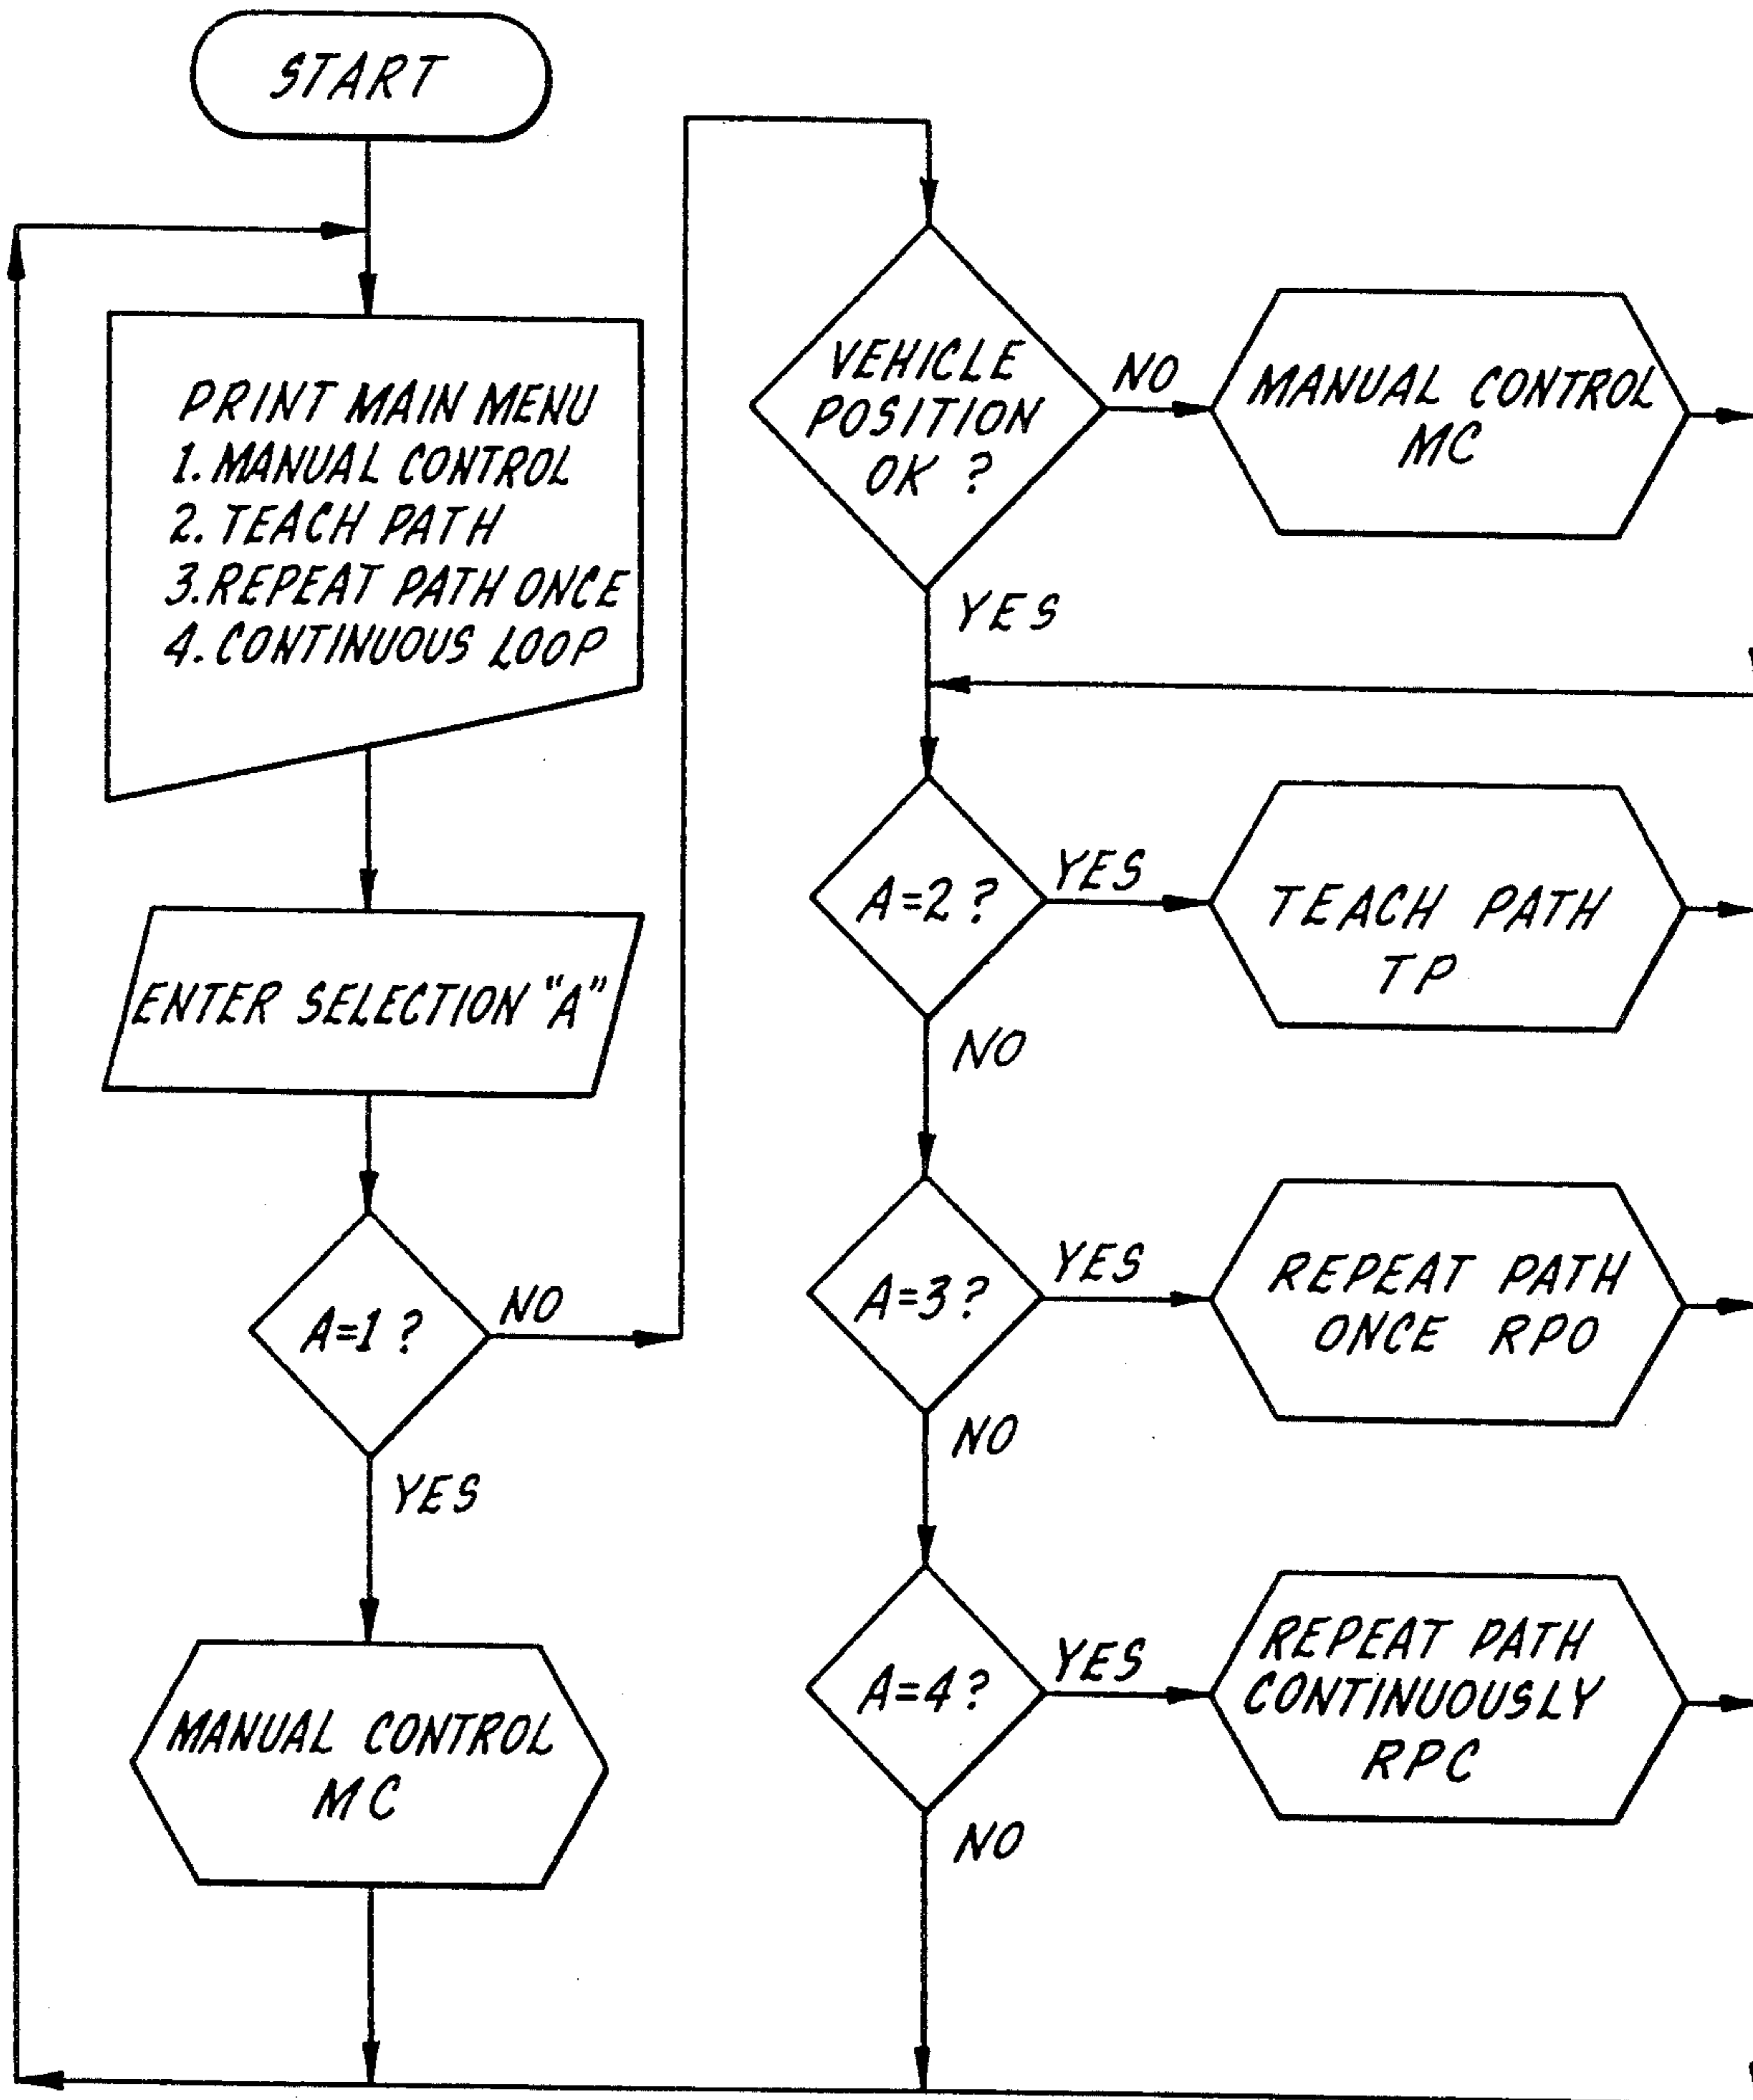 START
PRINT MAIN MENU
1. MANUAL CONTROL
2. TEACH PATH
3. REPEAT PATH ONCE
4. CONTINUOUS LOOP
ENTER SELECTION "A"
A=1?
NO
YES
MANUAL CONTROL
MC
VEHICLE
POSITION
OK ?
NO
MANUAL CONTROL
MC
YES
A=2?
YES
TEACH PATH
TP
NO
A=3?
YES
REPEAT PATH
ONCE RPO
NO
A=4?
YES
REPEAT PATH
CONTINUOUSLY
RPC
NO